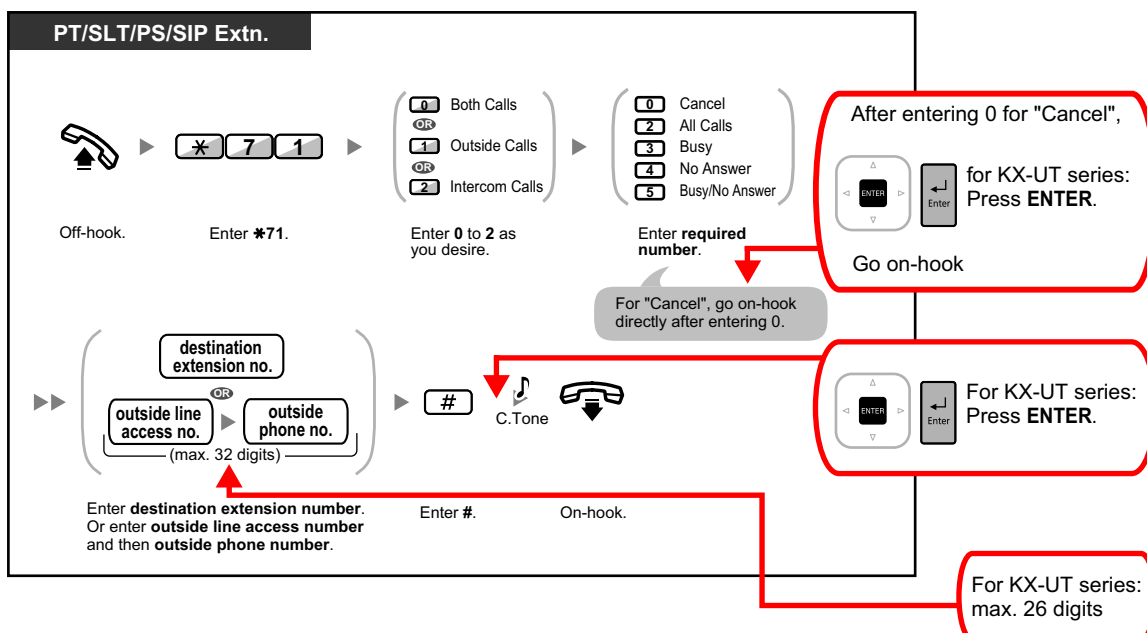 PT/SLT/PS/SIP Extn.
✱ 7 1
0 Both Calls
OR
1 Outside Calls
OR
2 Intercom Calls
0 Cancel
2 All Calls
3 Busy
4 No Answer
5 Busy/No Answer
Off-hook.
Enter ✱71.
Enter 0 to 2 as
you desire.
Enter required
number.
For "Cancel", go on-hook
directly after entering 0.
After entering 0 for "Cancel",
ENTER
Enter
for KX-UT series:
Press ENTER.
Go on-hook
destination
extension no.
OR
outside line
access no.
outside
phone no.
(max. 32 digits)
#
C.Tone
Enter destination extension number.
Or enter outside line access number
and then outside phone number.
Enter #.
On-hook.
ENTER
Enter
For KX-UT series:
Press ENTER.
For KX-UT series:
max. 26 digits